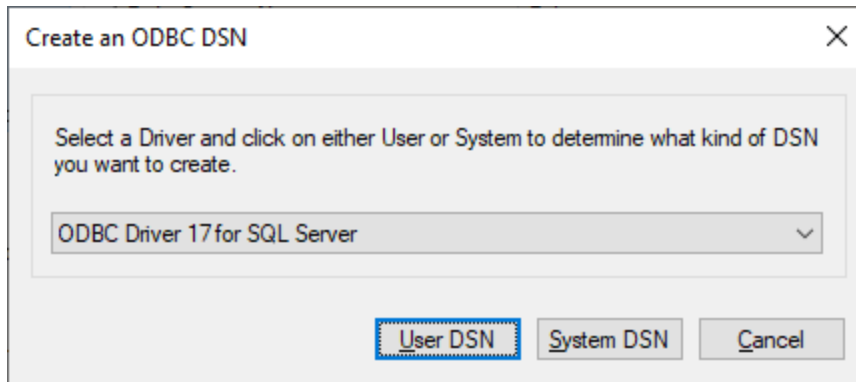 Create an ODBC DSN
Select a Driver and click on either User or System to determine what kind of DSN
you want to create.
ODBC Driver 17 for SQL Server
User DSN
System DSN
Cancel